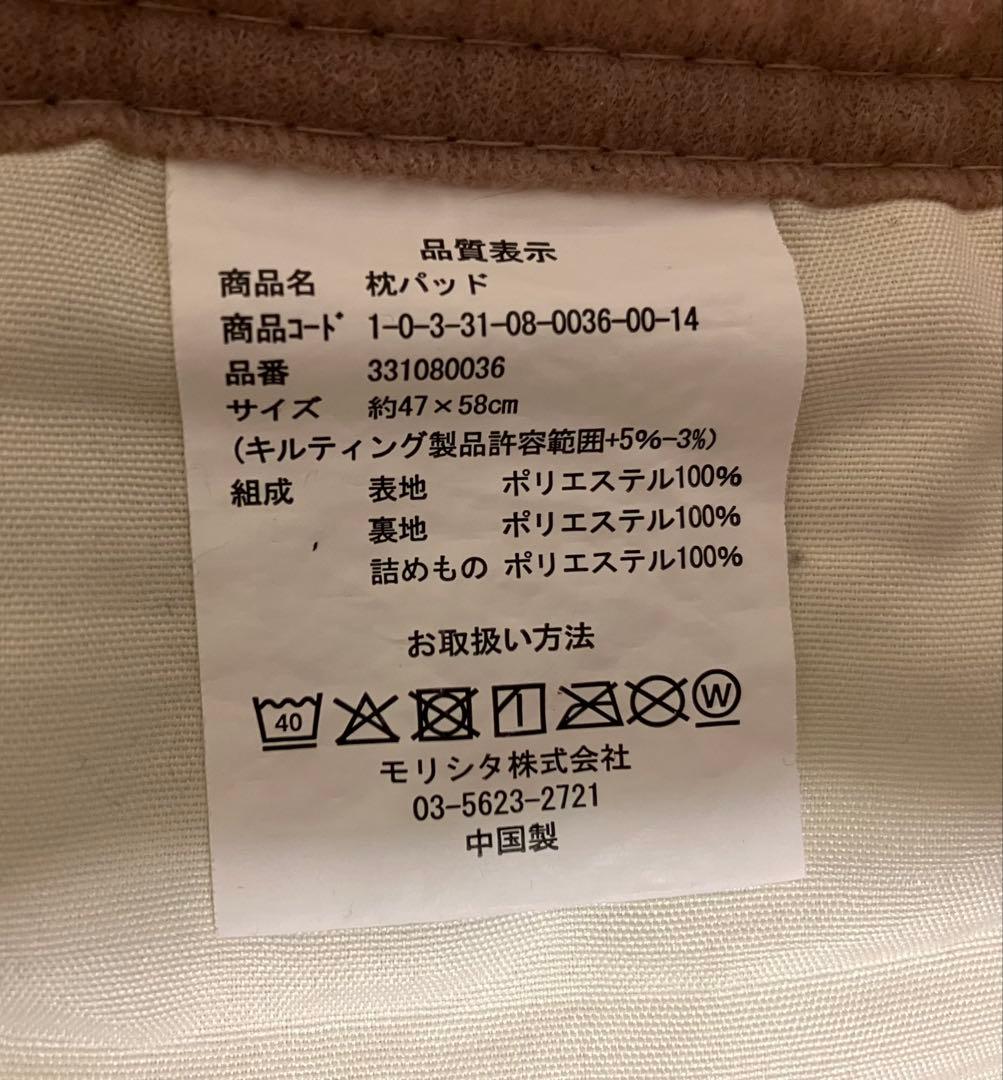 品質表示
商品名 枕パッド
商品ｺｰﾄﾞ 1-0-3-31-08-0036-00-14
品番 331080036
サイズ 約47×58cm
(キルティング製品許容範囲+5%-3%)
組成 表地 ポリエステル100%
裏地 ポリエステル100%
詰めもの ポリエステル100%
お取扱い方法
40 W
モリシタ株式会社
03-5623-2721
中国製